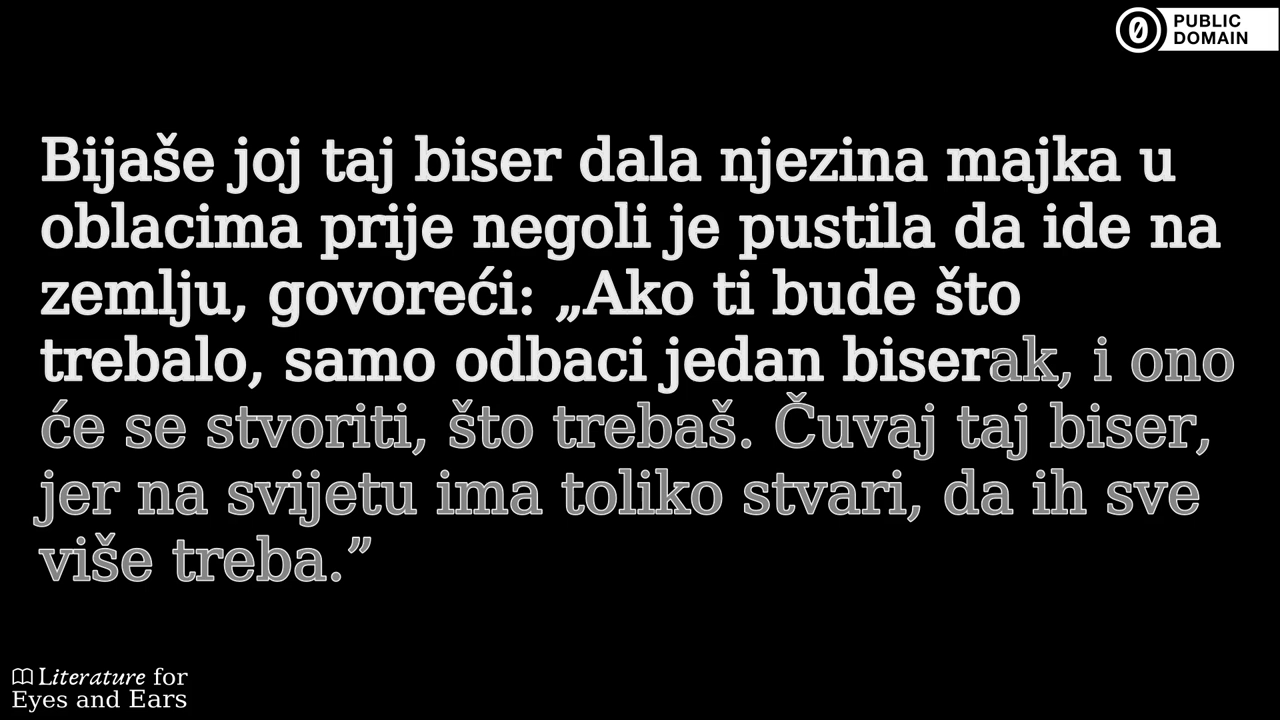 PUBLIC
DOMAIN
Bijaše joj taj biser dala njezina majka u
oblacima prije negoli je pustila da ide na
zemlju, govoreći: „Ako ti bude što
trebalo, samo odbaci jedan biserak, i ono
će se stvoriti, što trebaš. Čuvaj taj biser,
jer na svijetu ima toliko stvari, da ih sve
više treba.”
Literature for
Eyes and Ears